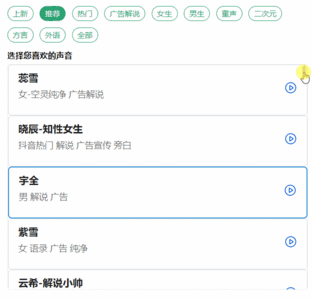 上新 推荐 热门 广告解说 女生 男生 童声 二次元
方言 外语 全部
选择您喜欢的声音
蕊雪
女-空灵纯净 广告解说
晓辰-知性女生
抖音热门 解说 广告宣传 旁白
宇全
男 解说 广告
紫雪
女 语录 广告 纯净
云希-解说小帅